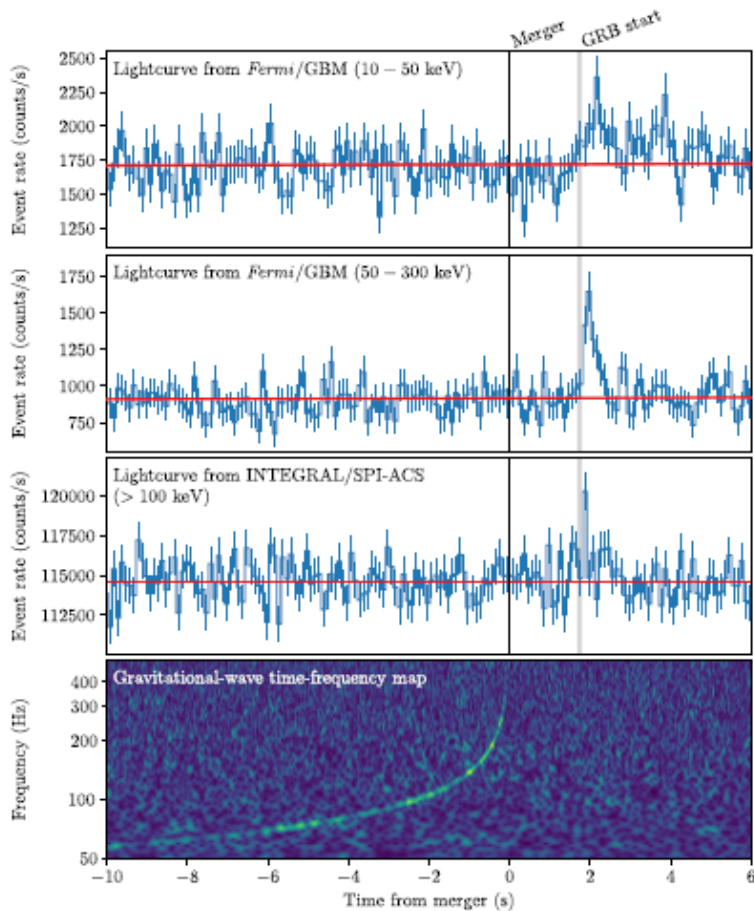 Merger GRB start
Lightcurve from Fermi/GBM (10 − 50 keV)
2500
2250
2000
1750
1500
1250
Event rate (counts/s)
Lightcurve from Fermi/GBM (50 − 300 keV)
1750
1500
1250
1000
750
Event rate (counts/s)
Lightcurve from INTEGRAL/SPI-ACS
(> 100 keV)
120000
117500
115000
112500
Event rate (counts/s)
Gravitational-wave time-frequency map
400
300
200
100
50
Frequency (Hz)
−10 −8 −6 −4 −2 0 2 4 6
Time from merger (s)